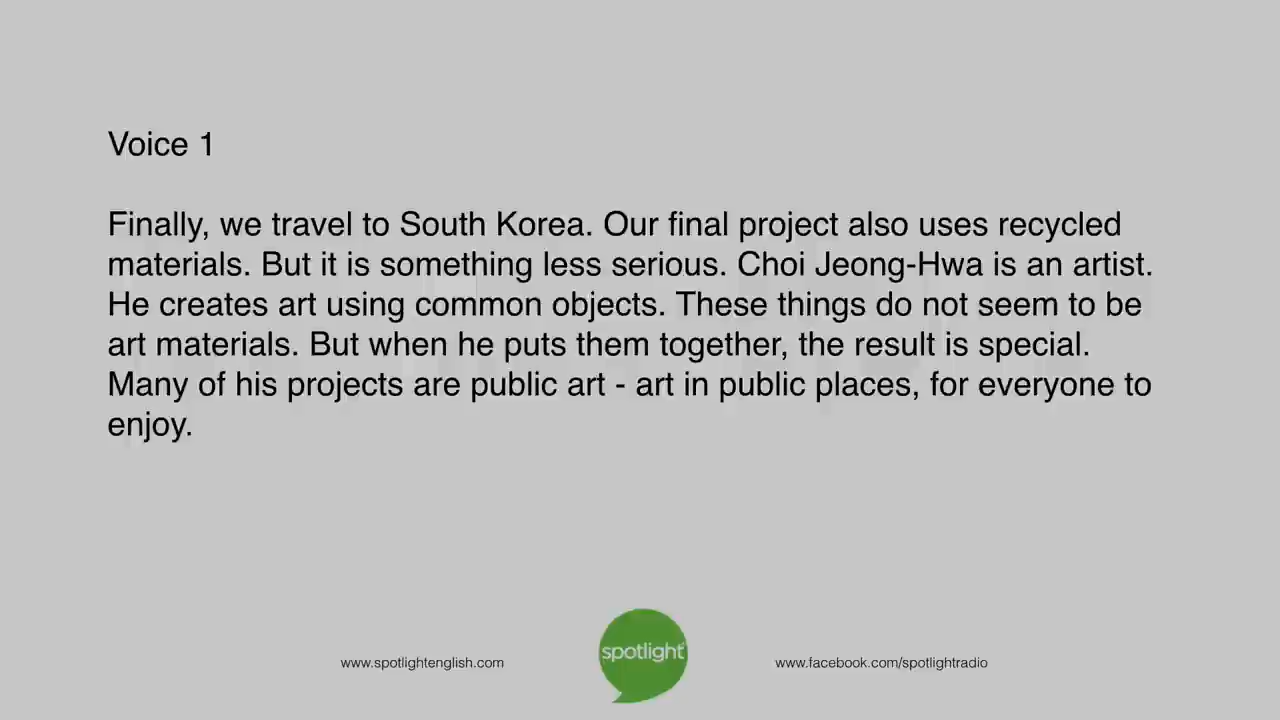 Voice 1
Finally, we travel to South Korea. Our final project also uses recycled
materials. But it is something less serious. Choi Jeong-Hwa is an artist.
He creates art using common objects. These things do not seem to be
art materials. But when he puts them together, the result is special.
Many of his projects are public art - art in public places, for everyone to
enjoy.
www.spotlightenglish.com
spotlight
www.facebook.com/spotlightradio